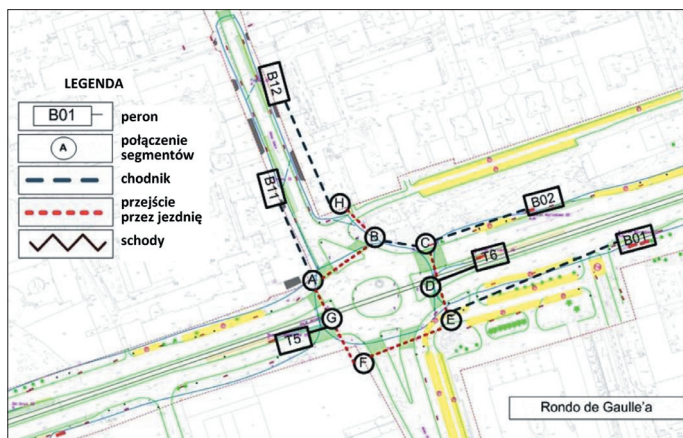 LEGENDA
B01
peron
A
połączenie
segmentów
chodnik
przejście
przez jezdnię
schody
B12
B11
H
B
C
B02
B01
T6
D
A
G
E
T5
F
Rondo de Gaulle'a